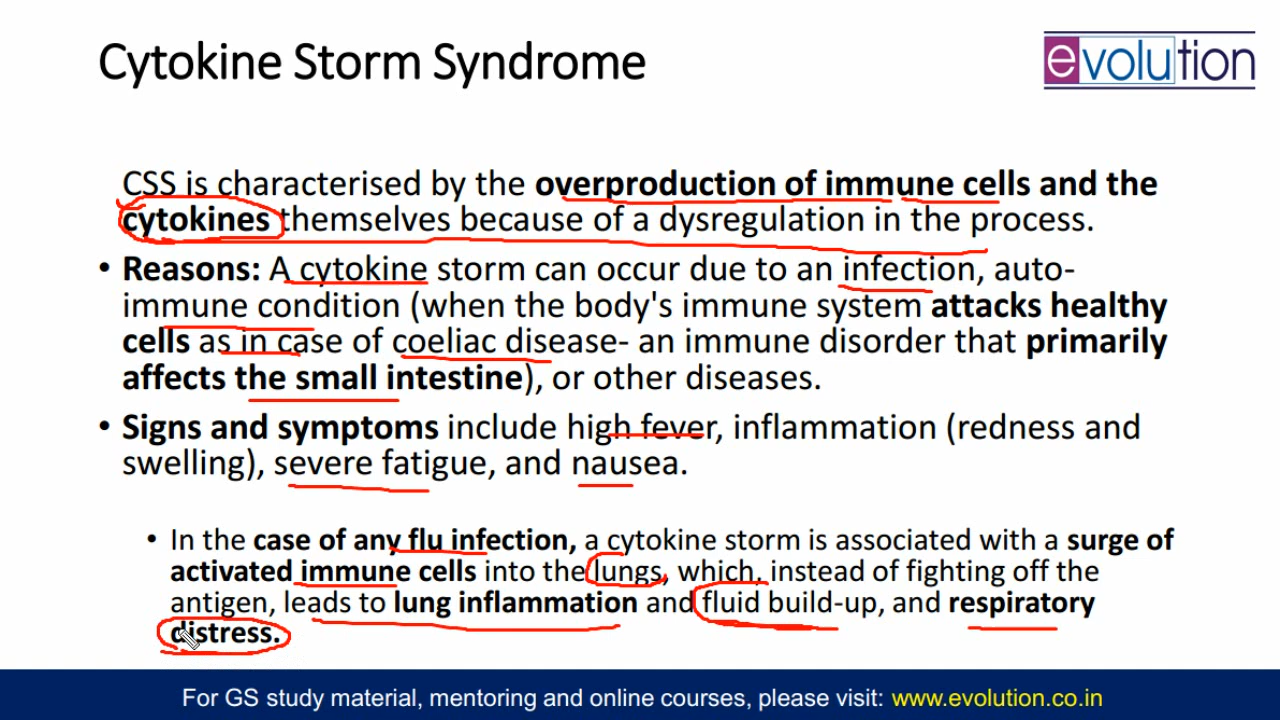 Cytokine Storm Syndrome
evolution
CSS is characterised by the overproduction of immune cells and the
cytokines themselves because of a dysregulation in the process.
• Reasons: A cytokine storm can occur due to an infection, auto-
immune condition (when the body's immune system attacks healthy
cells as in case of coeliac disease- an immune disorder that primarily
affects the small intestine), or other diseases.
• Signs and symptoms include high fever, inflammation (redness and
swelling), severe fatigue, and nausea.
• In the case of any flu infection, a cytokine storm is associated with a surge of
activated immune cells into the lungs, which, instead of fighting off the
antigen, leads to lung inflammation and fluid build-up, and respiratory
distress.
For GS study material, mentoring and online courses, please visit: www.evolution.co.in